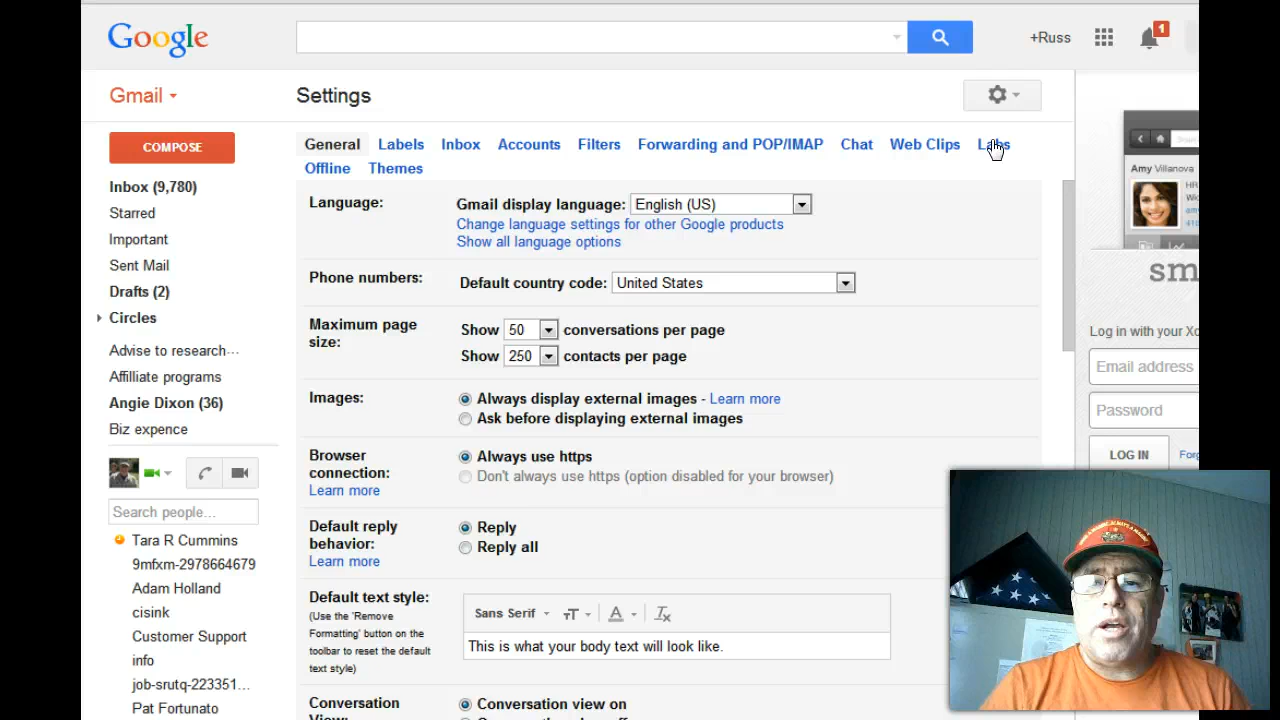 Google
+Russ
1
Gmail
Settings
COMPOSE
General Labels Inbox Accounts Filters Forwarding and POP/IMAP Chat Web Clips Labs
Offline Themes
Inbox (9,780)
Starred
Important
Sent Mail
Drafts (2)
Circles
Advise to research…
Affilliate programs
Angie Dixon (36)
Biz expence
Search people...
Tara R Cummins
9mfxm-2978664679
Adam Holland
cisink
Customer Support
info
job-srutq-223351...
Pat Fortunato
Language:
Gmail display language: English (US)
Change language settings for other Google products
Show all language options
Phone numbers:
Default country code: United States
Maximum page
size:
Show 50 conversations per page
Show 250 contacts per page
Images:
Always display external images - Learn more
Ask before displaying external images
Browser
connection:
Learn more
Always use https
Don't always use https (option disabled for your browser)
Default reply
behavior:
Learn more
Reply
Reply all
Default text style:
(Use the 'Remove
Formatting' button on the
toolbar to reset the default
text style)
Sans Serif
This is what your body text will look like.
Conversation
Conversation view on
Amy Villanova
HR
sm
Log in with your Xo
Email address
Password
LOG IN
Forg